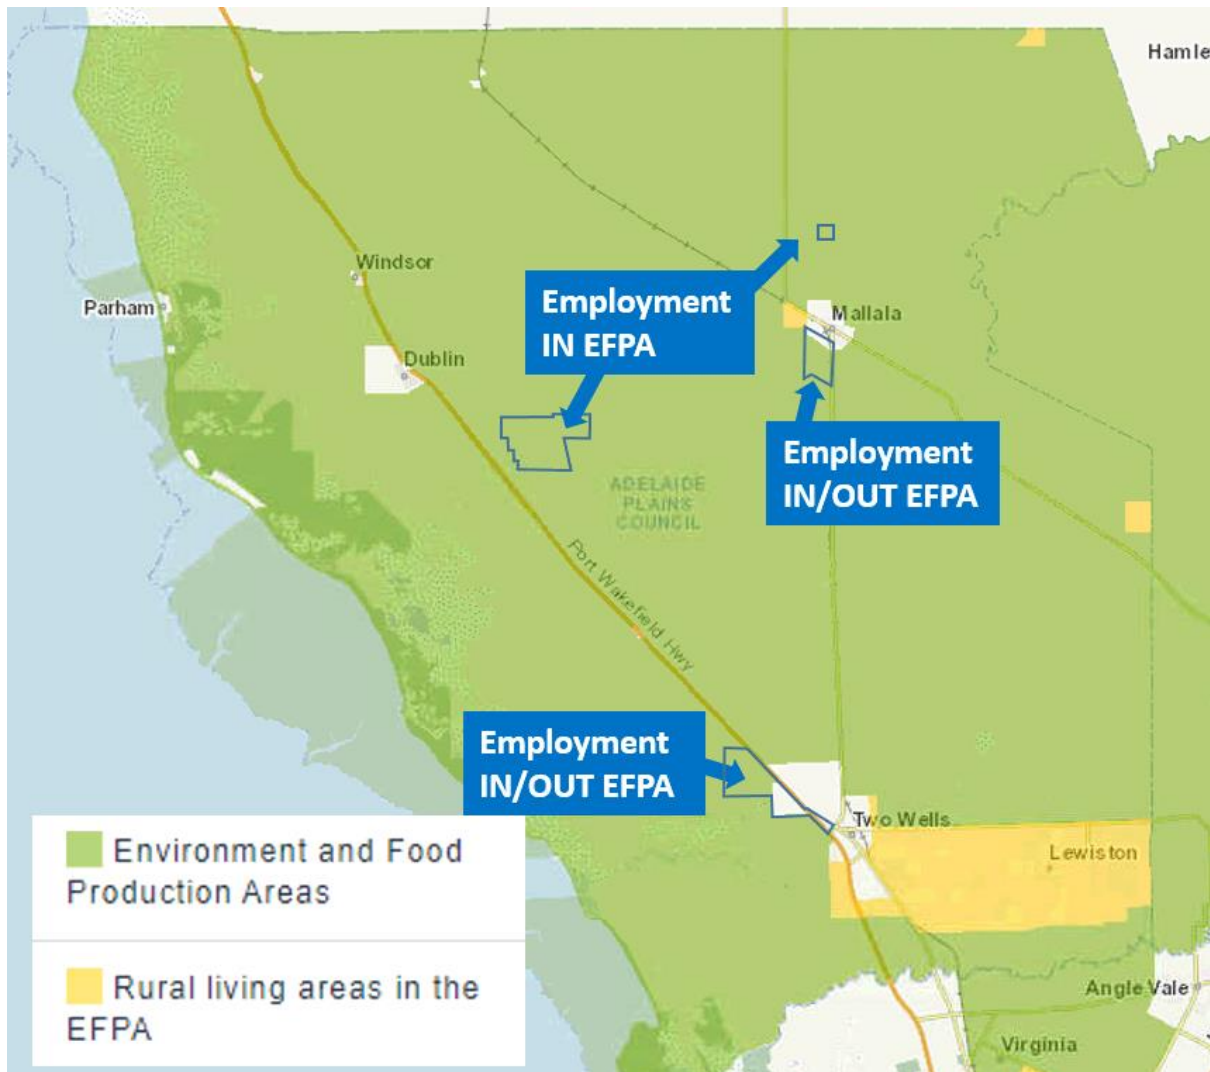 Hamle
Windsor
Parham
Employment
IN EFPA
Mallala
Dublin
Employment
IN/OUT EFPA
ADELAIDE
PLAINS
COUNCIL
Port Wakefield Hwy
Employment
IN/OUT EFPA
Two Wells
Lewiston
Environment and Food
Production Areas
Rural living areas in the
EFPA
Angle Vale
Virginia